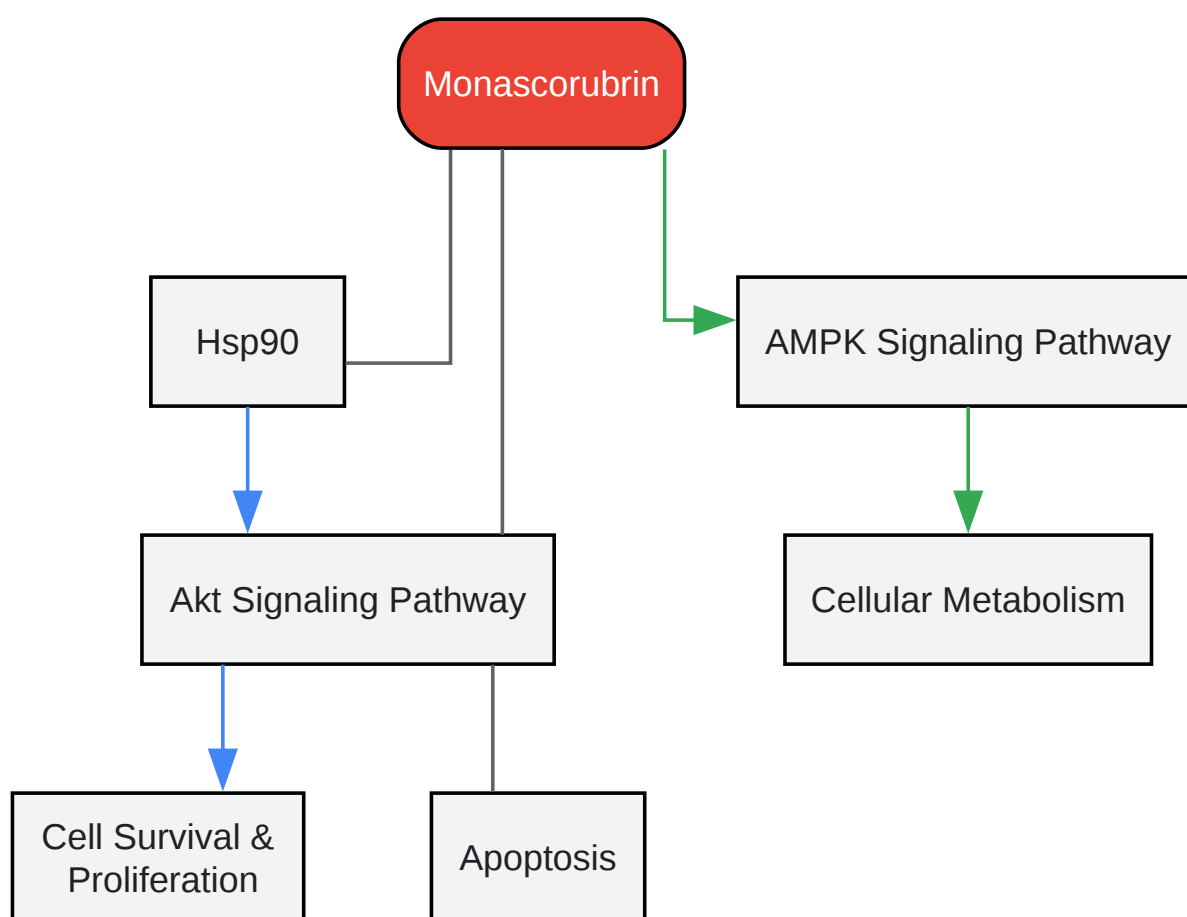 Monascorubrin
Hsp90
AMPK Signaling Pathway
Akt Signaling Pathway
Cellular Metabolism
Cell Survival &
Proliferation
Apoptosis